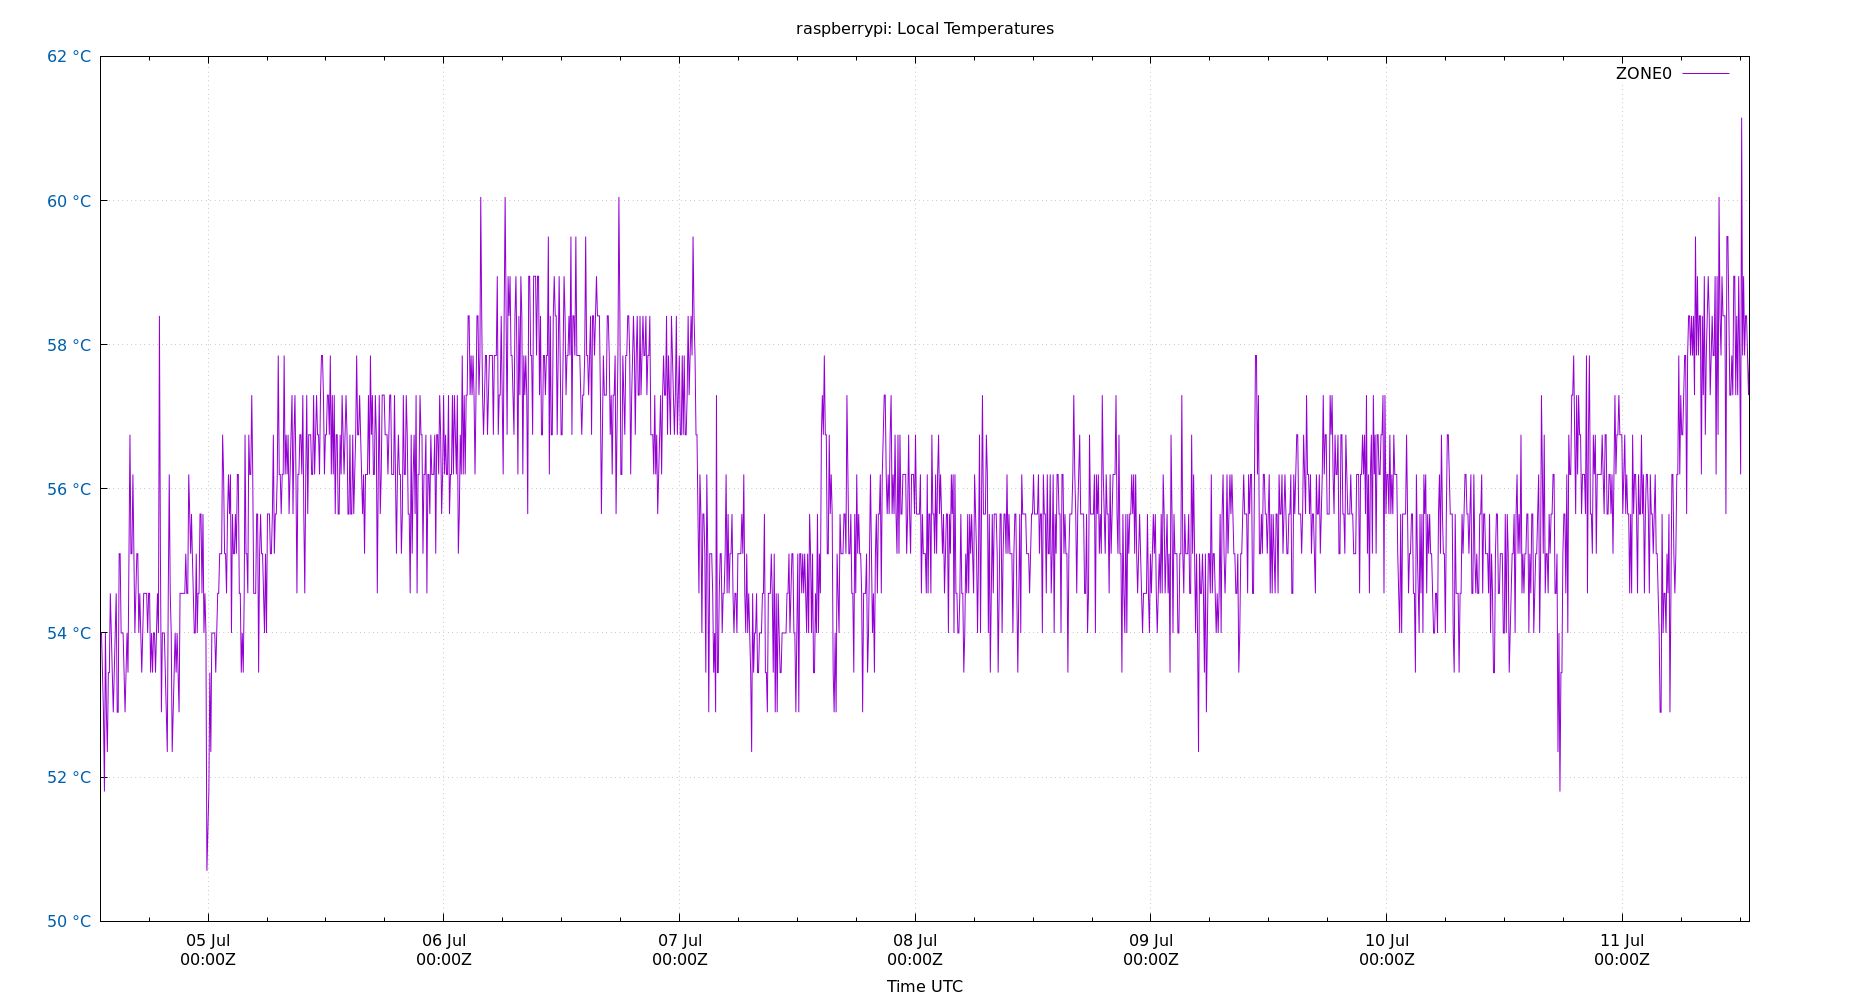 raspberrypi: Local Temperatures
62 °C
ZONE0
60 °C
58 °C
56 °C
54 °C
52 °C
50 °C
05 Jul 06 Jul 07 Jul 08 Jul 09 Jul 10 Jul 11 Jul
00:00Z 00:00Z 00:00Z 00:00Z 00:00Z 00:00Z 00:00Z
Time UTC